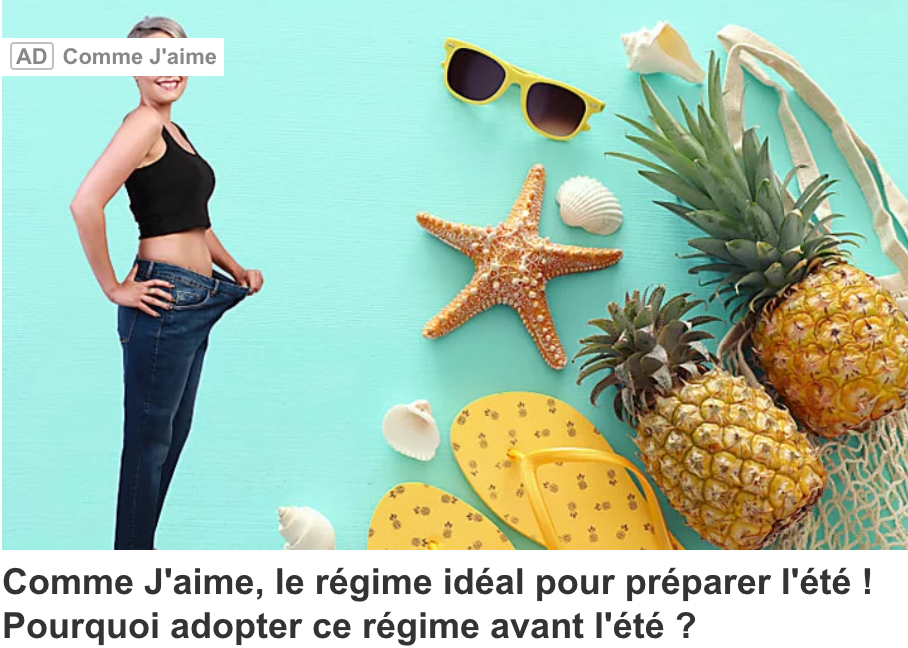 AD Comme J'aime
Comme J'aime, le régime idéal pour préparer l'été !
Pourquoi adopter ce régime avant l'été ?